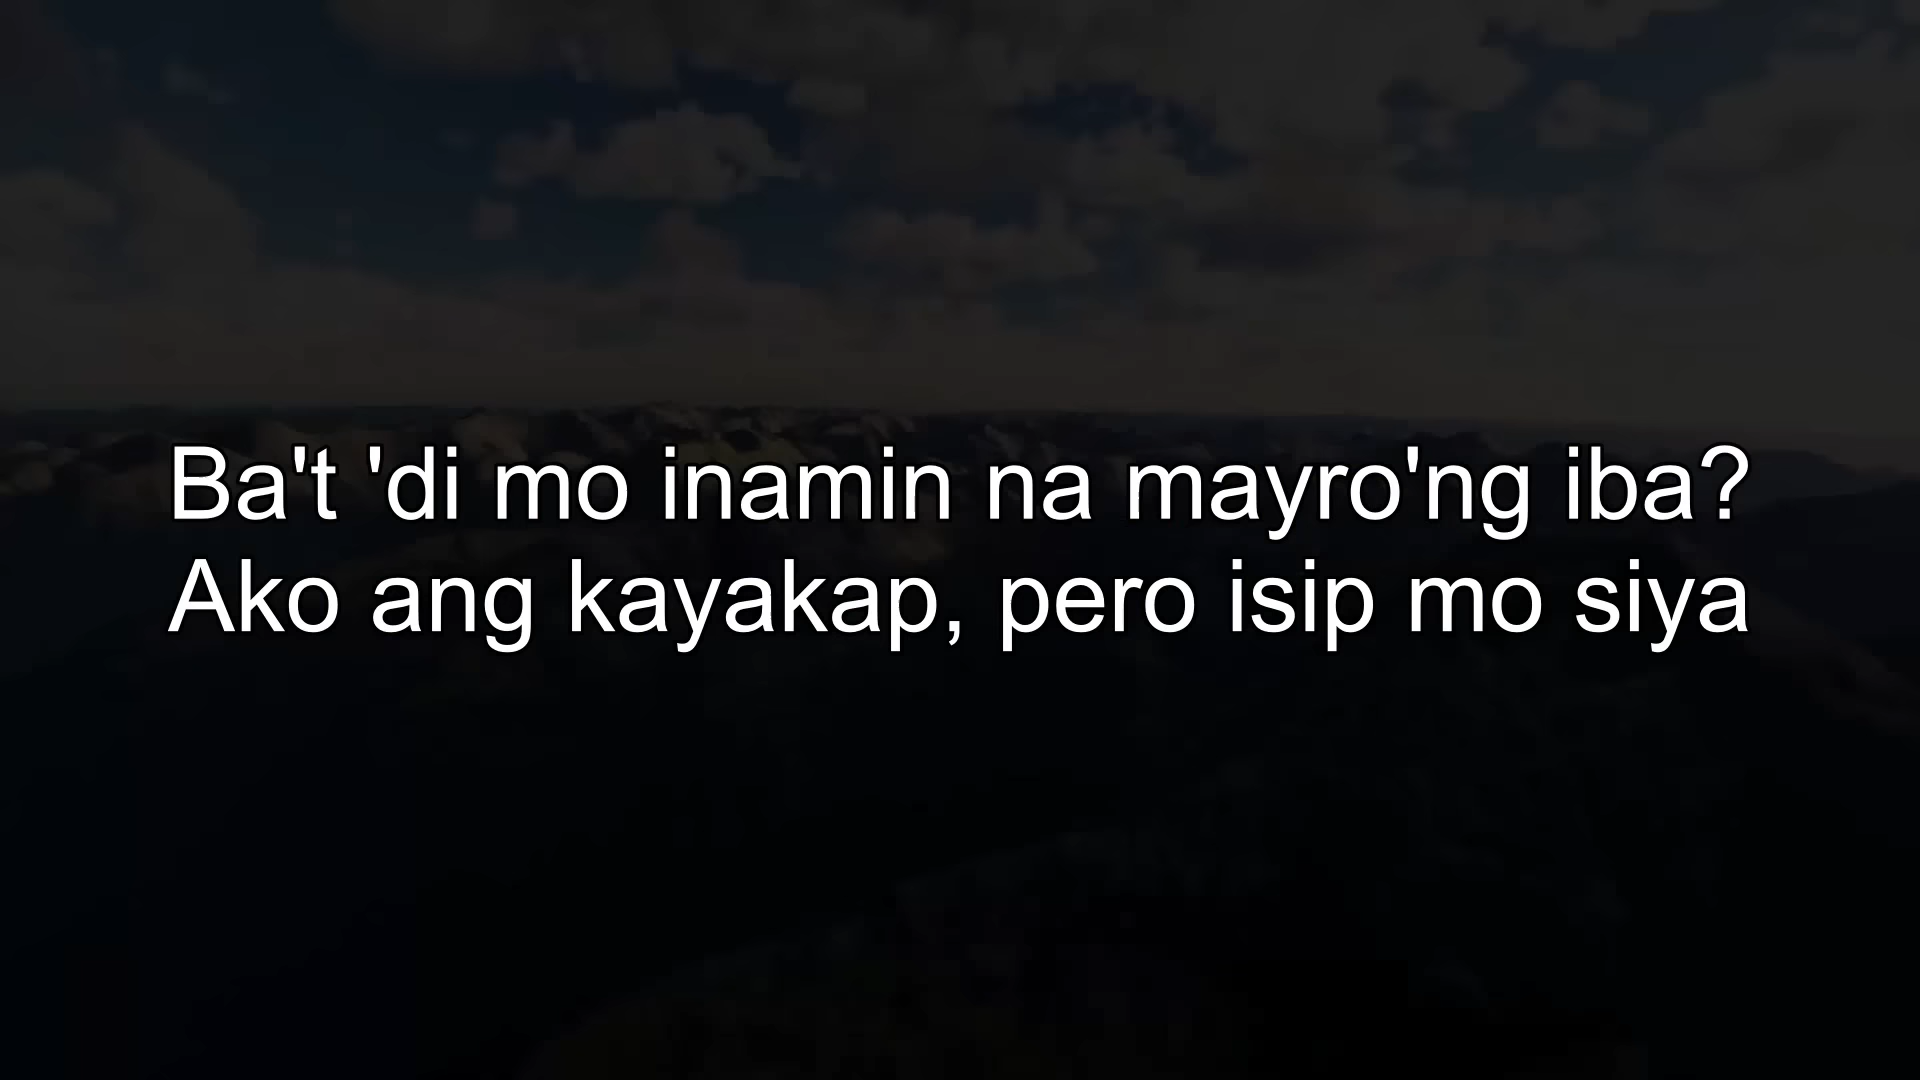 Ba't 'di mo inamin na mayro'ng iba?
Ako ang kayakap, pero isip mo siya